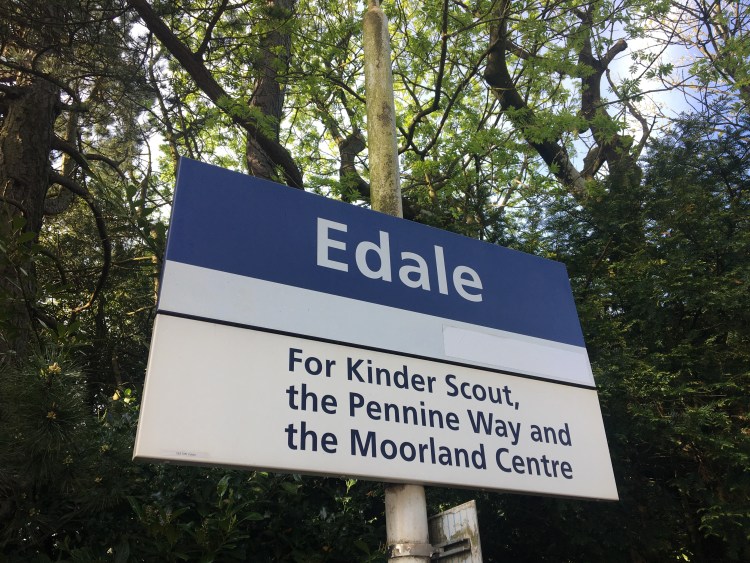 Edale
For Kinder Scout,
the Pennine Way and
the Moorland Centre